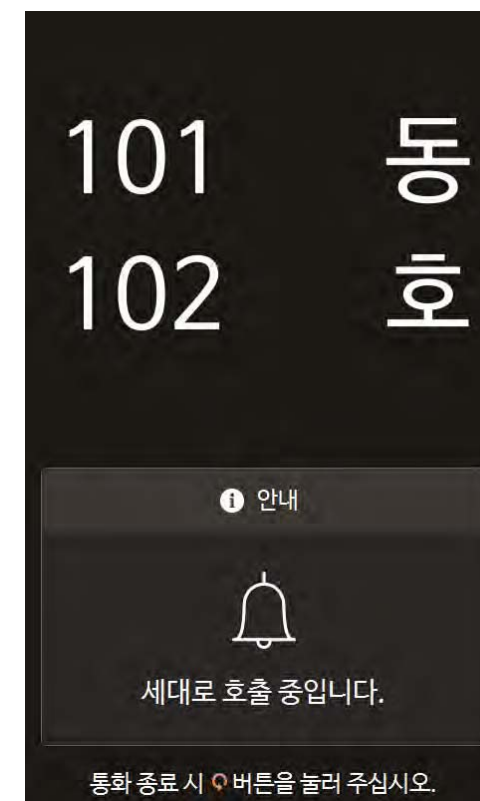 101 동
102 호
안내
세대로 호출 중입니다.
통화 종료 시 버튼을 눌러 주십시오.